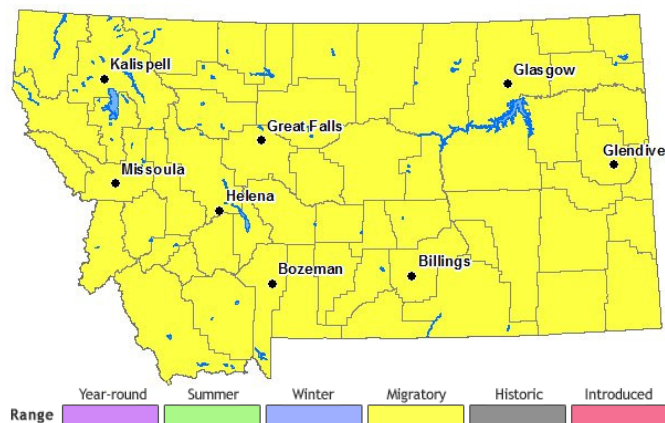 Kalispell
Glasgow
Great Falls
Glendive
Missoula
Helena
Bozeman
Billings
Year-round Summer Winter Migratory Historic Introduced
Range